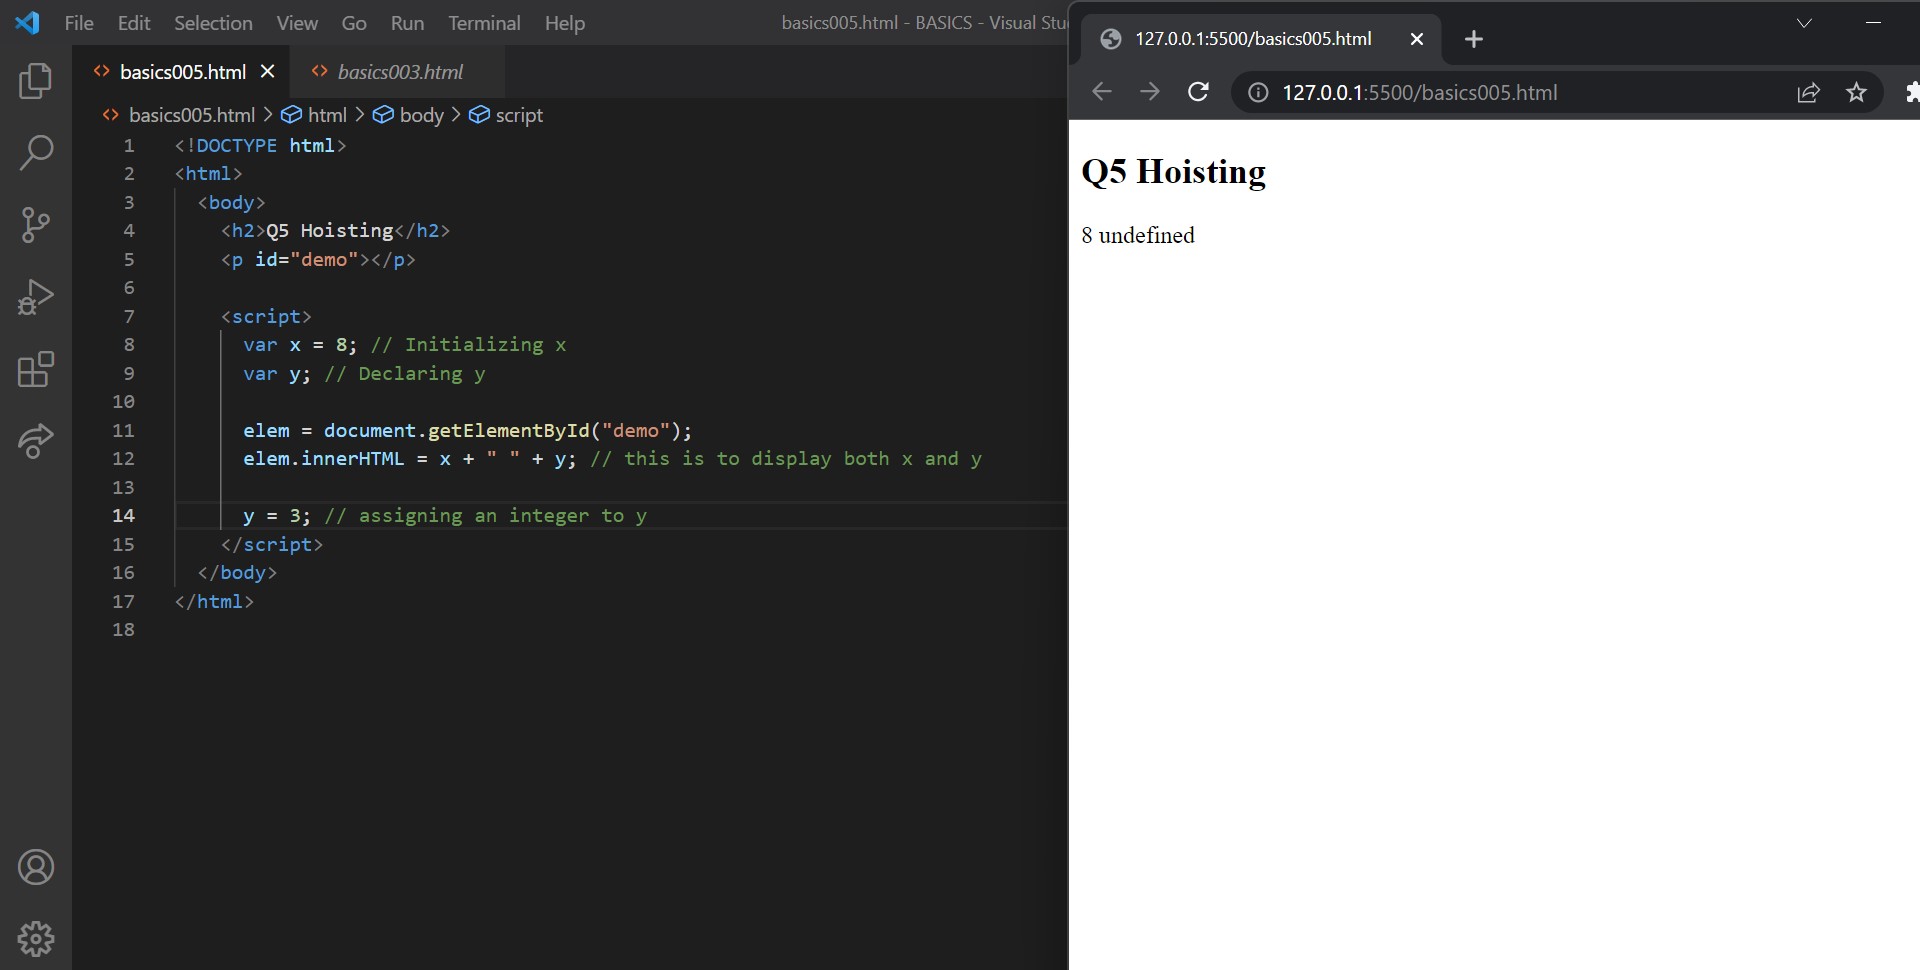 File Edit Selection View Go Run Terminal Help basics005.html - BASICS - Visual Stu
basics005.html basics003.html
basics005.html > html > body > script
1 <!DOCTYPE html>
2 <html>
3 <body>
4 <h2>Q5 Hoisting</h2>
5 <p id="demo"></p>
6
7 <script>
8 var x = 8; // Initializing x
9 var y; // Declaring y
10
11 elem = document.getElementById("demo");
12 elem.innerHTML = x + " " + y; // this is to display both x and y
13
14 y = 3; // assigning an integer to y
15 </script>
16 </body>
17 </html>
18
127.0.0.1:5500/basics005.html
127.0.0.1:5500/basics005.html
Q5 Hoisting
8 undefined